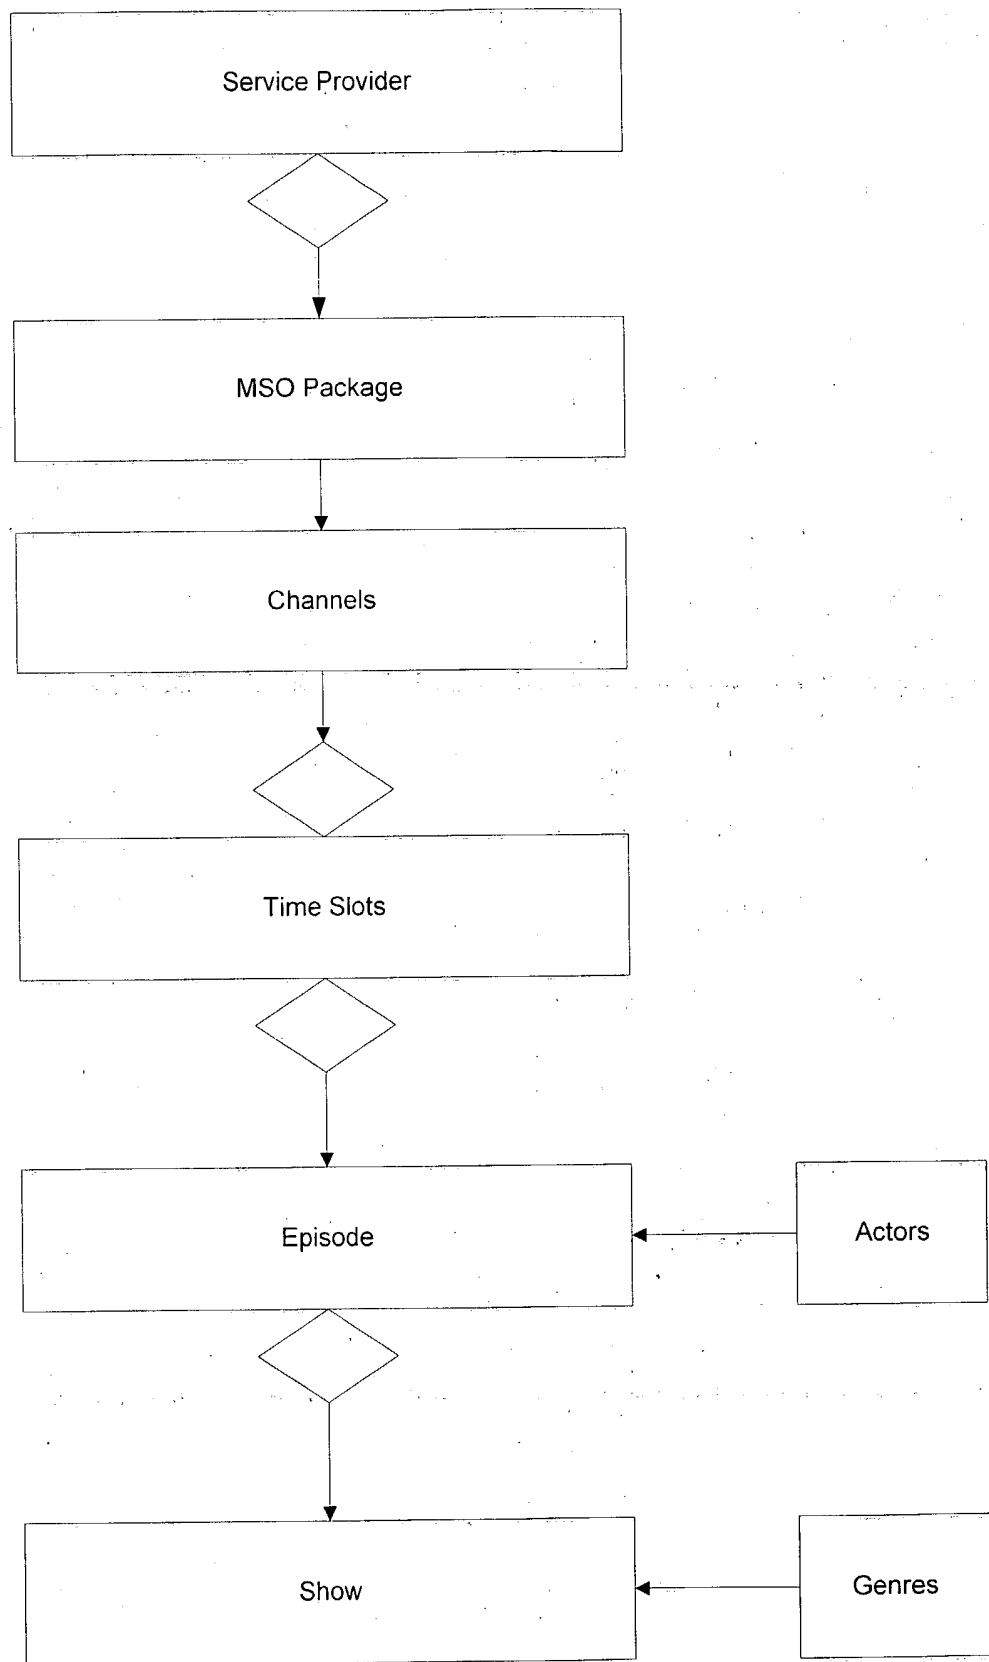 Service Provider
MSO Package
Channels
Time Slots
Episode
Actors
Show
Genres